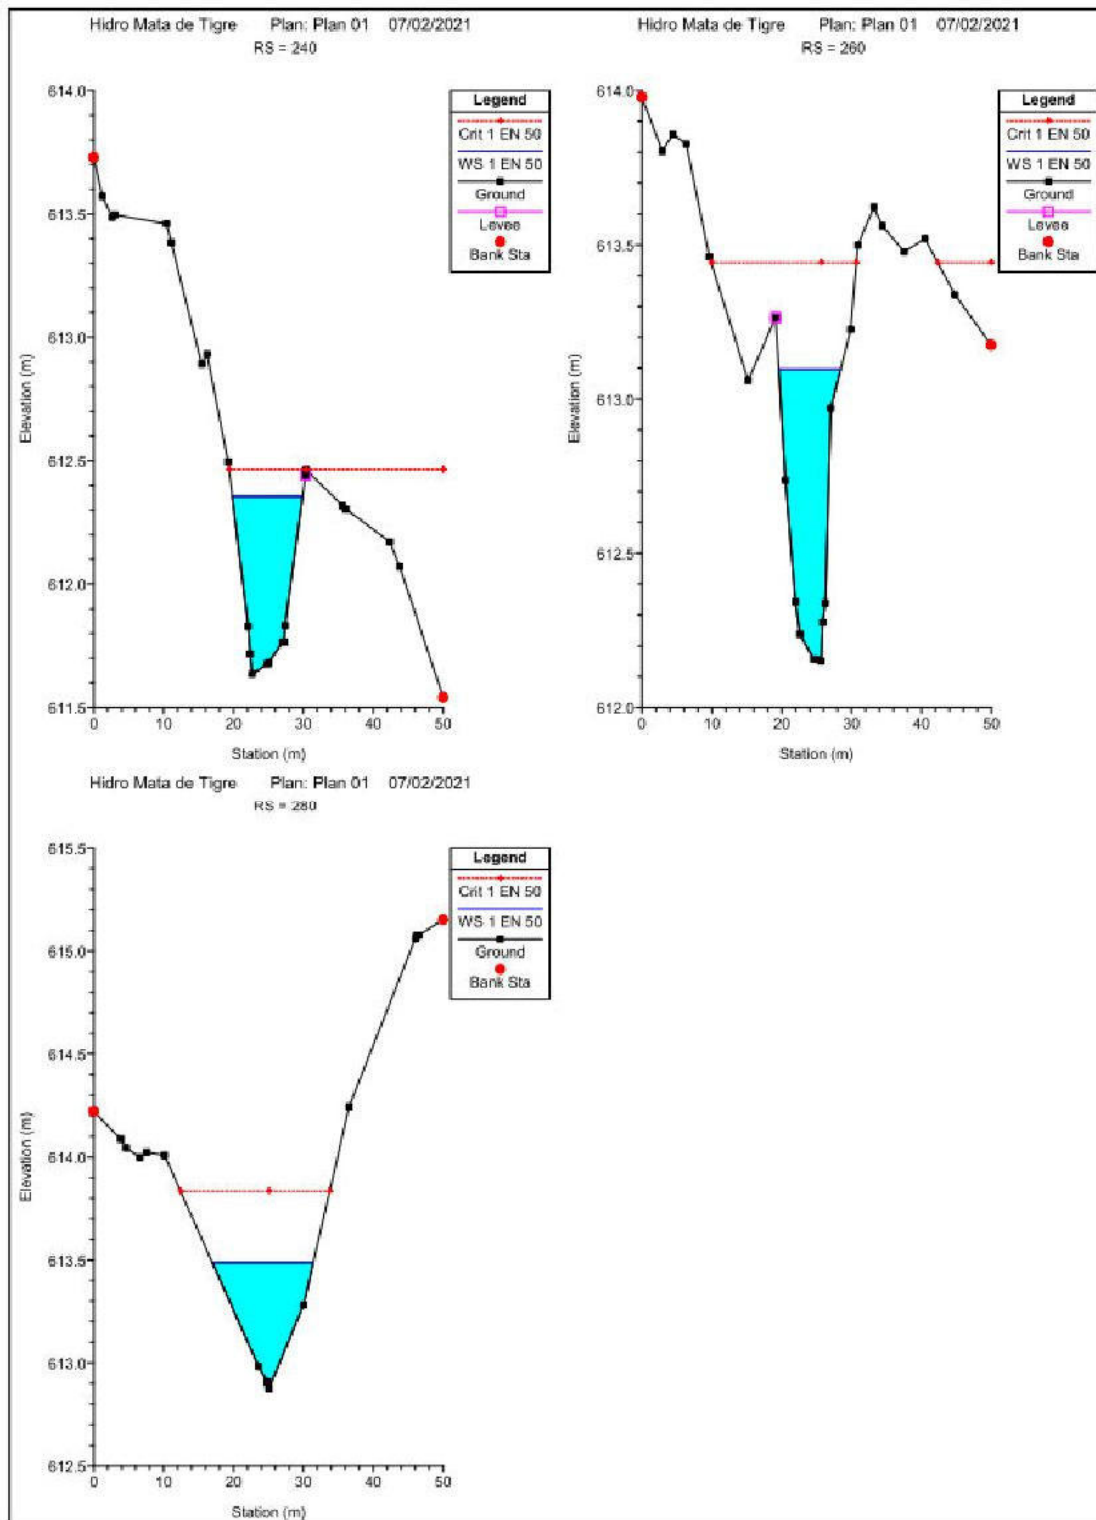 Hidro Mata de Tigre Plan: Plan 01 07/02/2021
RS = 240
Legend
Crit 1 EN 50
WS 1 EN 50
Ground
Levee
Bank Sta
614.0
613.5
613.0
612.5
612.0
611.5
Elevation (m)
0 10 20 30 40 50
Station (m)
Hidro Mata de Tigre Plan: Plan 01 07/02/2021
RS = 260
Legend
Crit 1 EN 50
WS 1 EN 50
Ground
Levee
Bank Sta
614.0
613.5
613.0
612.5
612.0
Elevation (m)
0 10 20 30 40 50
Station (m)
Hidro Mata de Tigre Plan: Plan 01 07/02/2021
RS = 280
Legend
Crit 1 EN 50
WS 1 EN 50
Ground
Bank Sta
615.5
615.0
614.5
614.0
613.5
613.0
612.5
Elevation (m)
0 10 20 30 40 50
Station (m)